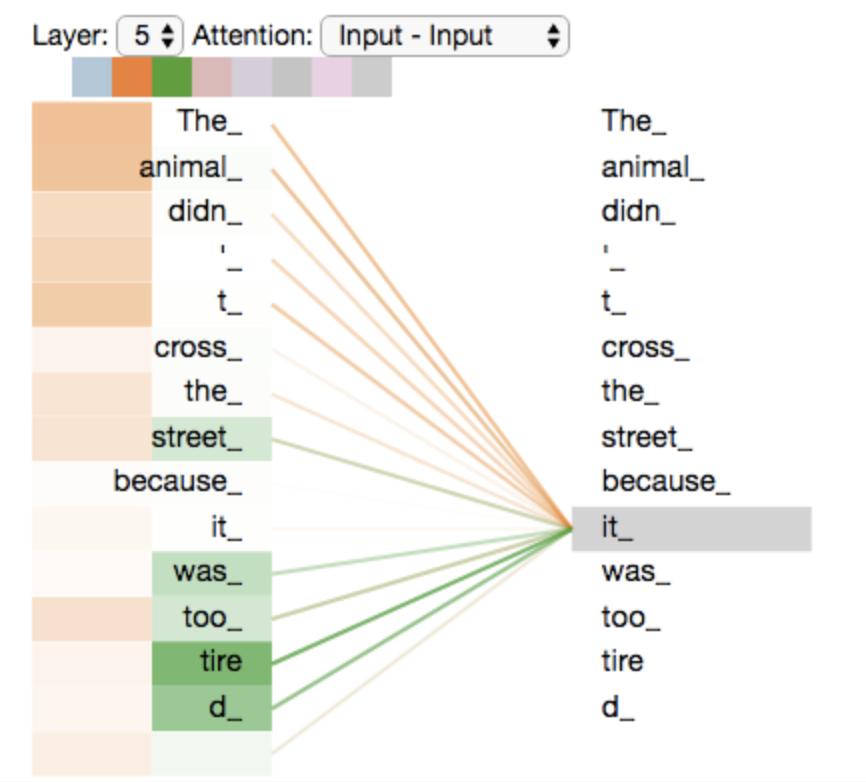 Layer: 5 Attention: Input - Input
The_ The_
animal_ animal_
didn_ didn_
'_ '_
t_ t_
cross_ cross_
the_ the_
street_ street_
because_ because_
it_ it_
was_ was_
too_ too_
tire tire
d_ d_